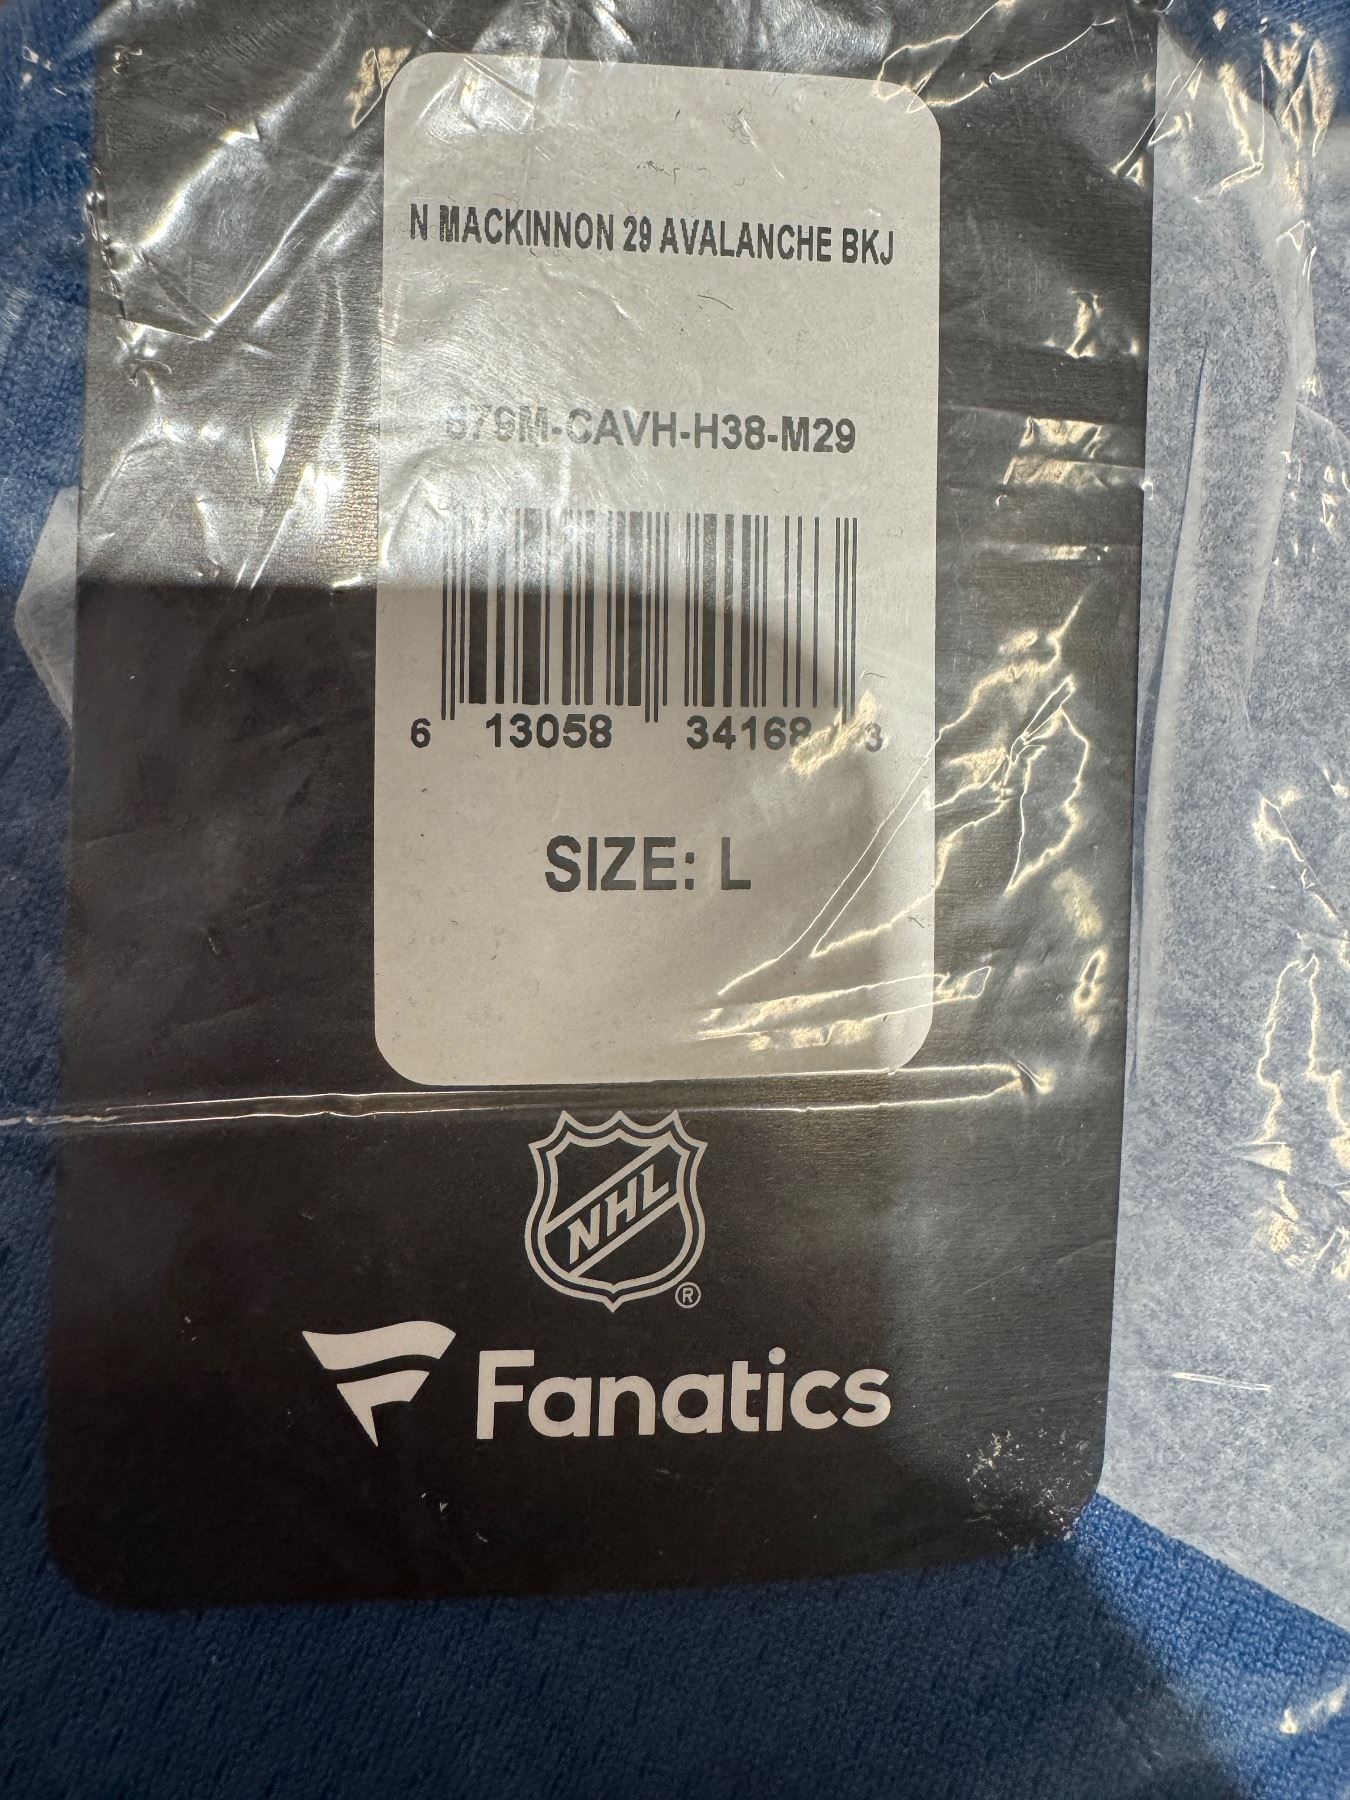 N MACKINNON 29 AVALANCHE BKJ
879M-CAVH-H38-M29
6 13058 34168 3
SIZE: L
NHL
®
Fanatics